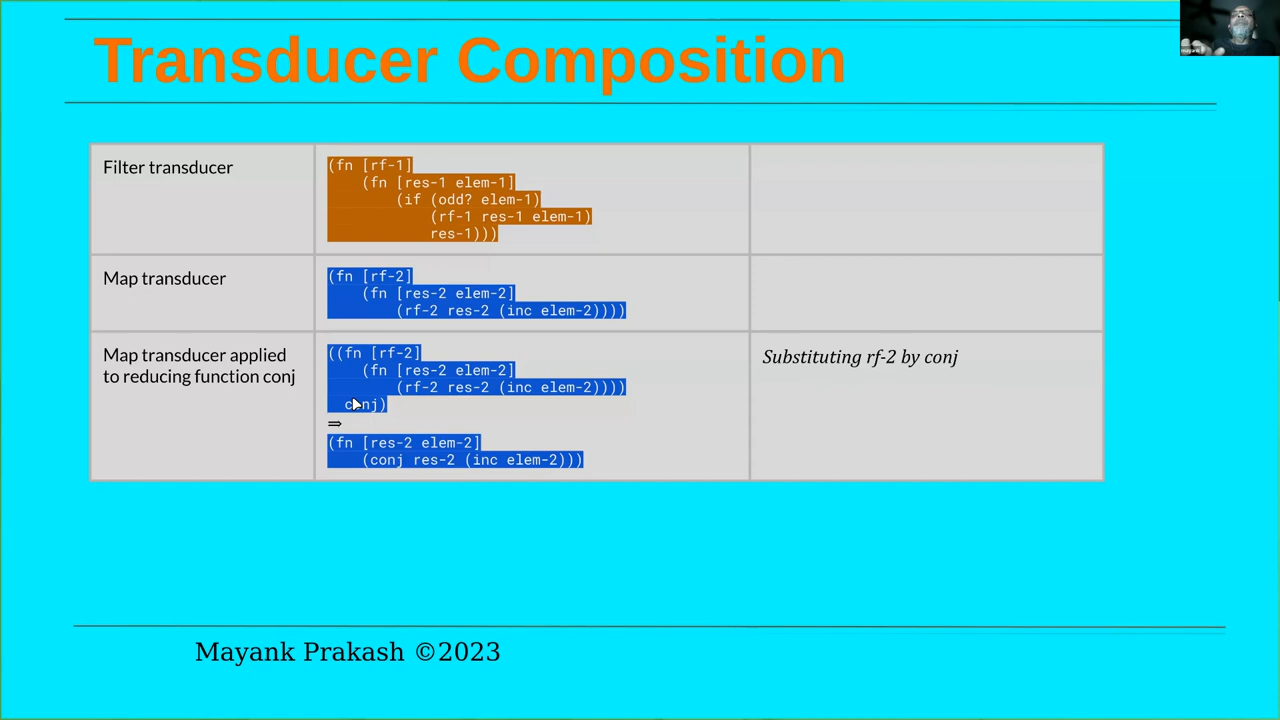 Transducer Composition
Filter transducer
(fn [rf-1]
(fn [res-1 elem-1]
(if (odd? elem-1)
(rf-1 res-1 elem-1)
res-1)))
Map transducer
(fn [rf-2]
(fn [res-2 elem-2]
(rf-2 res-2 (inc elem-2))))
Map transducer applied
to reducing function conj
((fn [rf-2]
(fn [res-2 elem-2]
(rf-2 res-2 (inc elem-2))))
conj)
⇒
(fn [res-2 elem-2]
(conj res-2 (inc elem-2)))
Substituting rf-2 by conj
Mayank Prakash ©2023